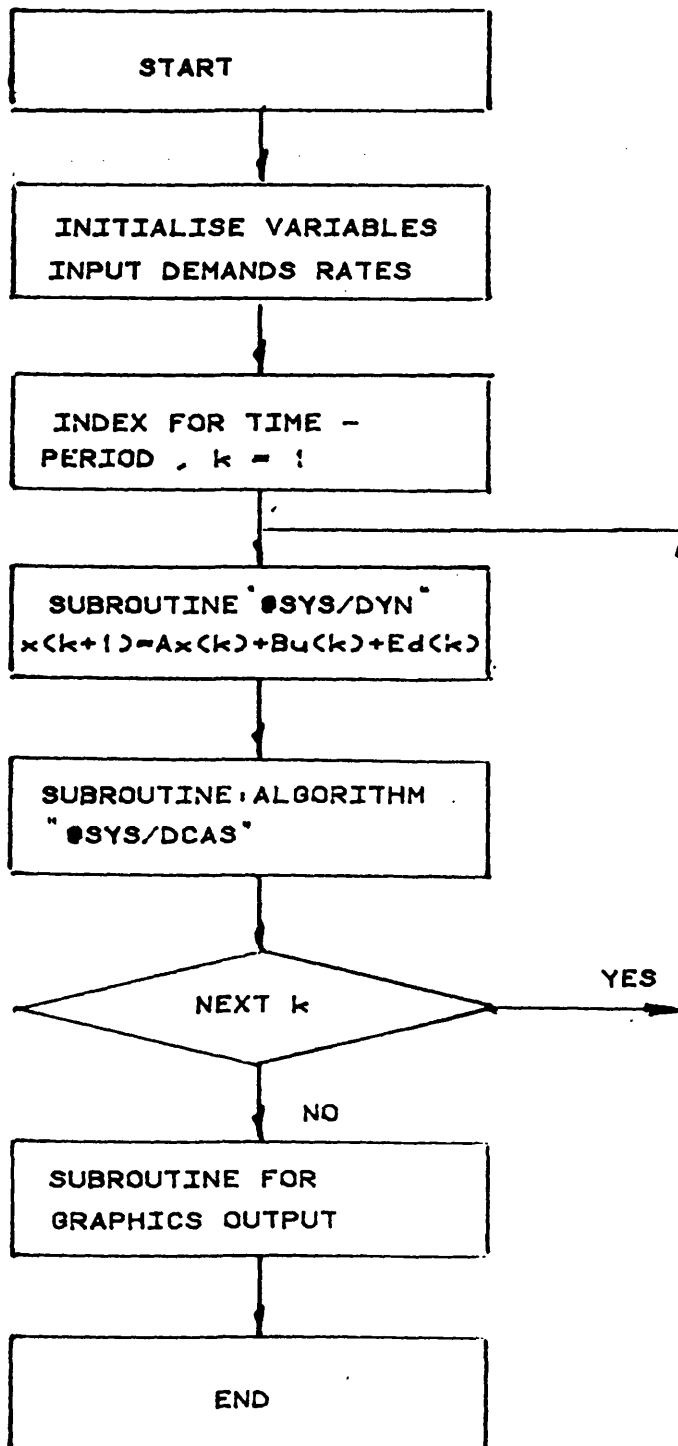 START
INITIALISE VARIABLES
INPUT DEMANDS RATES
INDEX FOR TIME -
PERIOD , k = 1
SUBROUTINE "@SYS/DYN"
x(k+1)=Ax(k)+Bu(k)+Ed(k)
SUBROUTINE:ALGORITHM
"@SYS/DCAS"
NEXT k
YES
NO
SUBROUTINE FOR
GRAPHICS OUTPUT
END